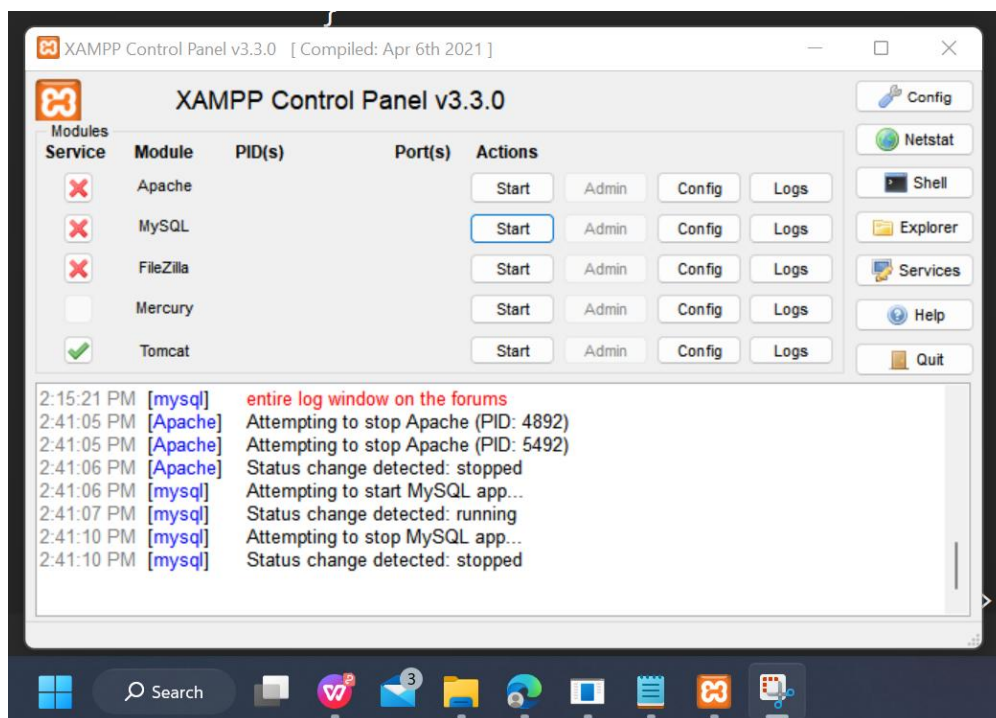 XAMPP Control Panel v3.3.0 [ Compiled: Apr 6th 2021 ]
XAMPP Control Panel v3.3.0
Config
Modules
Service Module PID(s) Port(s) Actions
Netstat
Apache Start Admin Config Logs
Shell
MySQL Start Admin Config Logs
Explorer
FileZilla Start Admin Config Logs
Services
Mercury Start Admin Config Logs
Help
Tomcat Start Admin Config Logs
Quit
2:15:21 PM [mysql] entire log window on the forums
2:41:05 PM [Apache] Attempting to stop Apache (PID: 4892)
2:41:05 PM [Apache] Attempting to stop Apache (PID: 5492)
2:41:06 PM [Apache] Status change detected: stopped
2:41:06 PM [mysql] Attempting to start MySQL app...
2:41:07 PM [mysql] Status change detected: running
2:41:10 PM [mysql] Attempting to stop MySQL app...
2:41:10 PM [mysql] Status change detected: stopped
Search
3